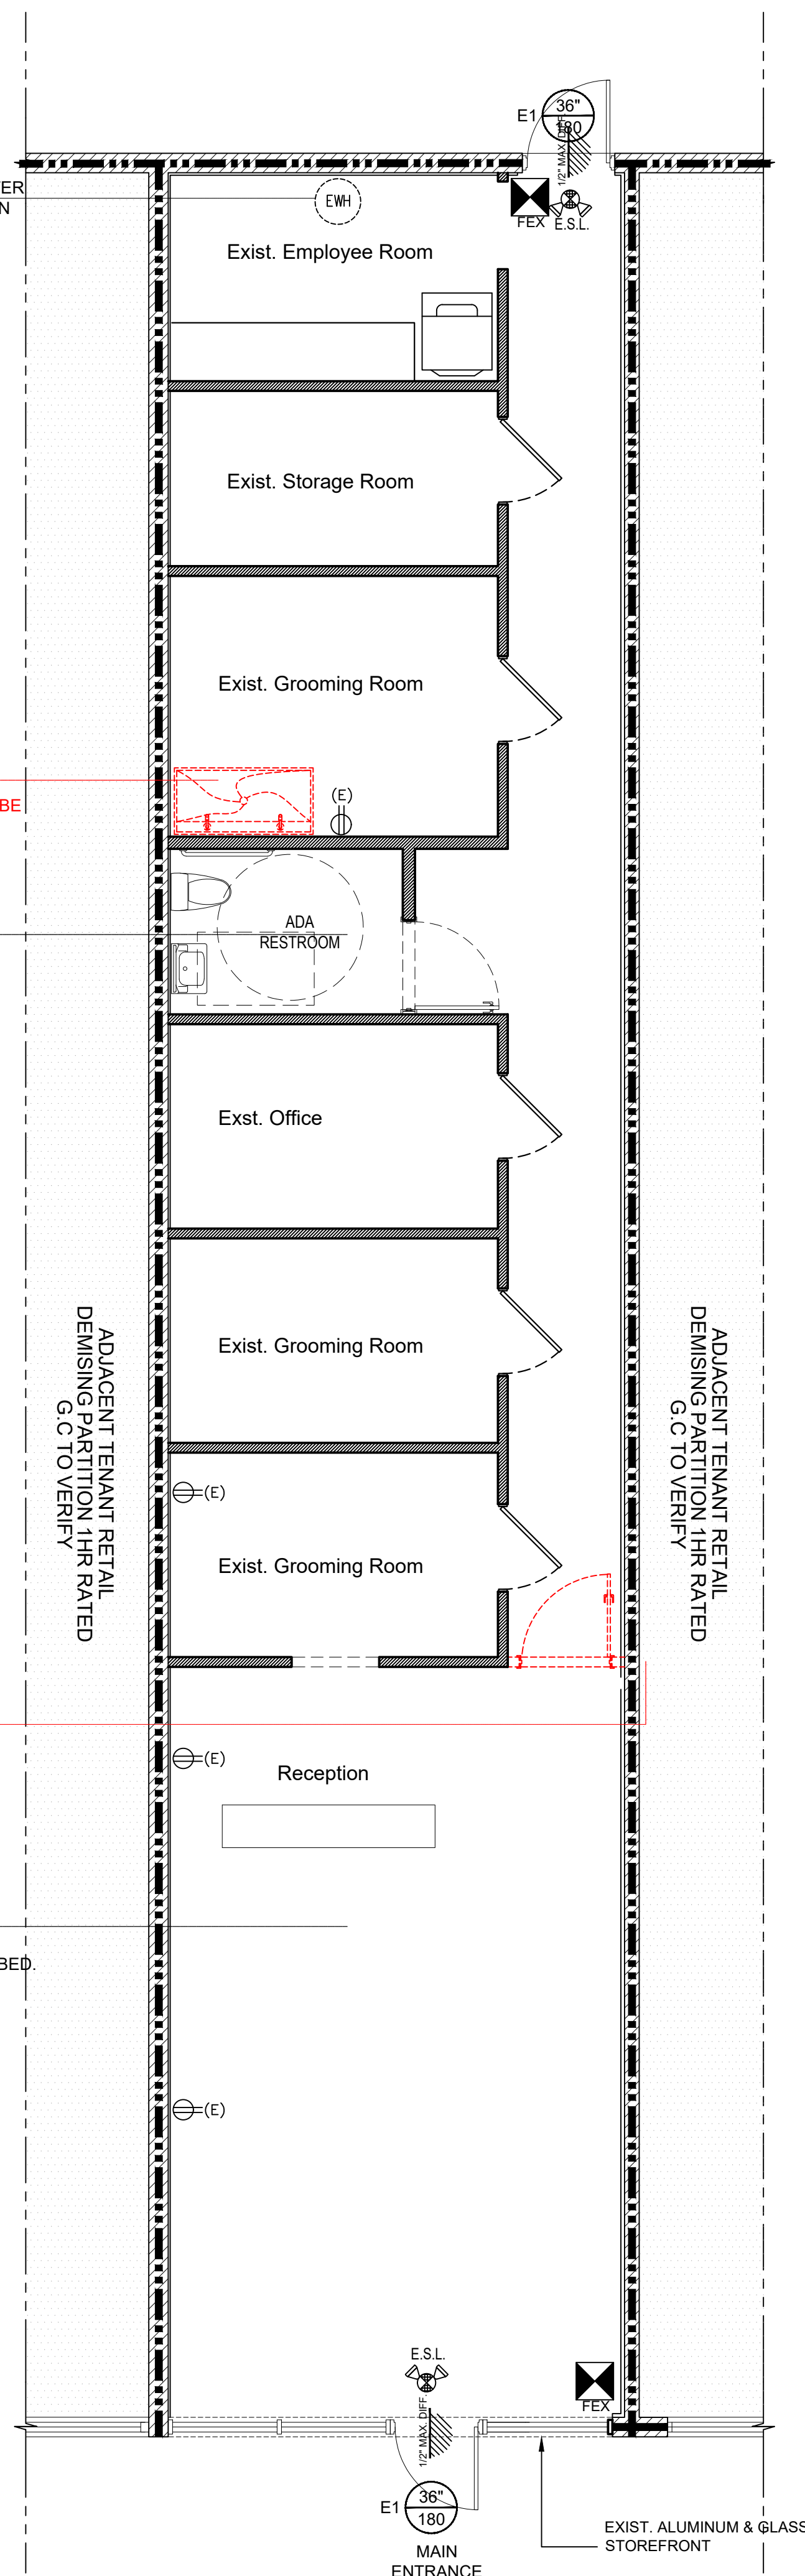 36"
E1
180
1/2" MAX. DIFF.
TER
N
EWH
FEX
E.S.L.
Exist. Employee Room
Exist. Storage Room
Exist. Grooming Room
BE
(E)
ADA
RESTROOM
Exst. Office
ADJACENT TENANT RETAIL
DEMISING PARTITION 1HR RATED
G.C TO VERIFY
ADJACENT TENANT RETAIL
DEMISING PARTITION 1HR RATED
G.C TO VERIFY
Exist. Grooming Room
(E)
Exist. Grooming Room
(E)
Reception
BED.
(E)
E.S.L.
FEX
1/2" MAX. DIFF.
36"
E1
180
MAIN
ENTRANCE
EXIST. ALUMINUM & GLASS
STOREFRONT